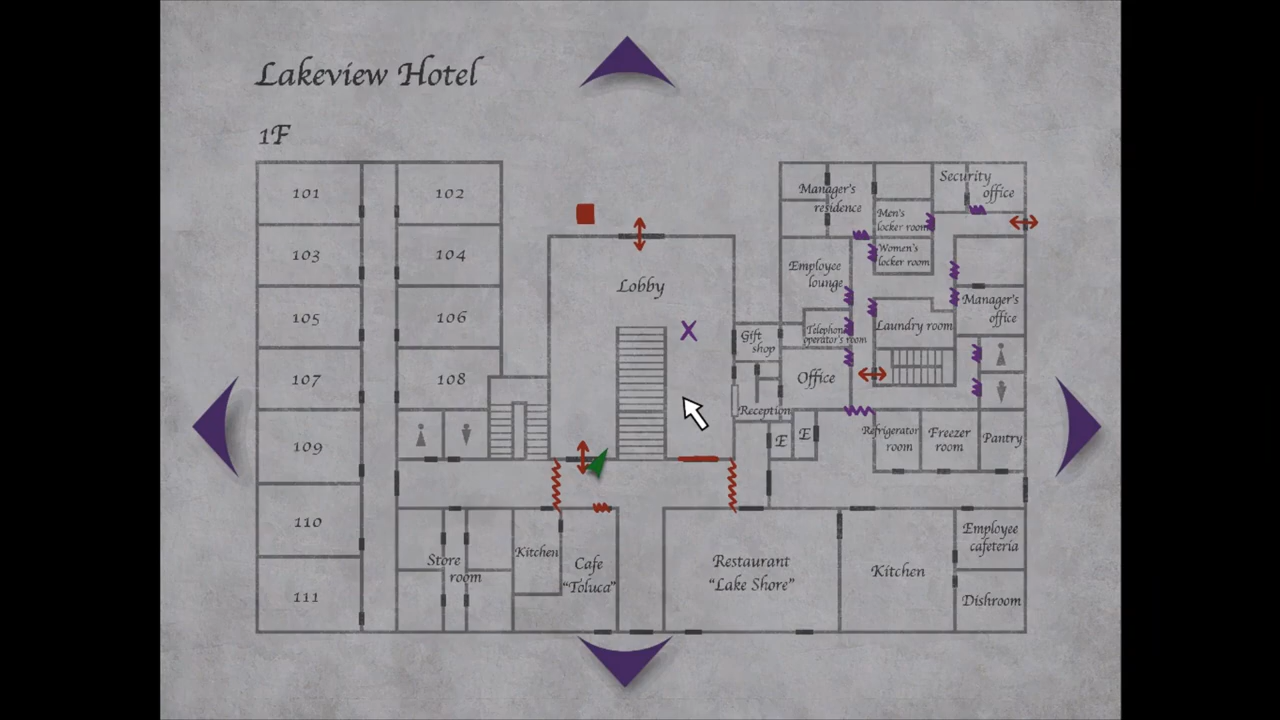 Lakeview Hotel
1F
101
102
103
104
105
106
107
108
109
110
111
Lobby
Manager's
residence
Security
office
Men's
locker room
Women's
locker room
Employee
lounge
Manager's
office
Laundry room
Telephone
operator's room
Gift
shop
Office
Reception
E
E
Refrigerator
room
Freezer
room
Pantry
Store
room
Kitchen
Cafe
"Toluca"
Restaurant
"Lake Shore"
Kitchen
Employee
cafeteria
Dishroom